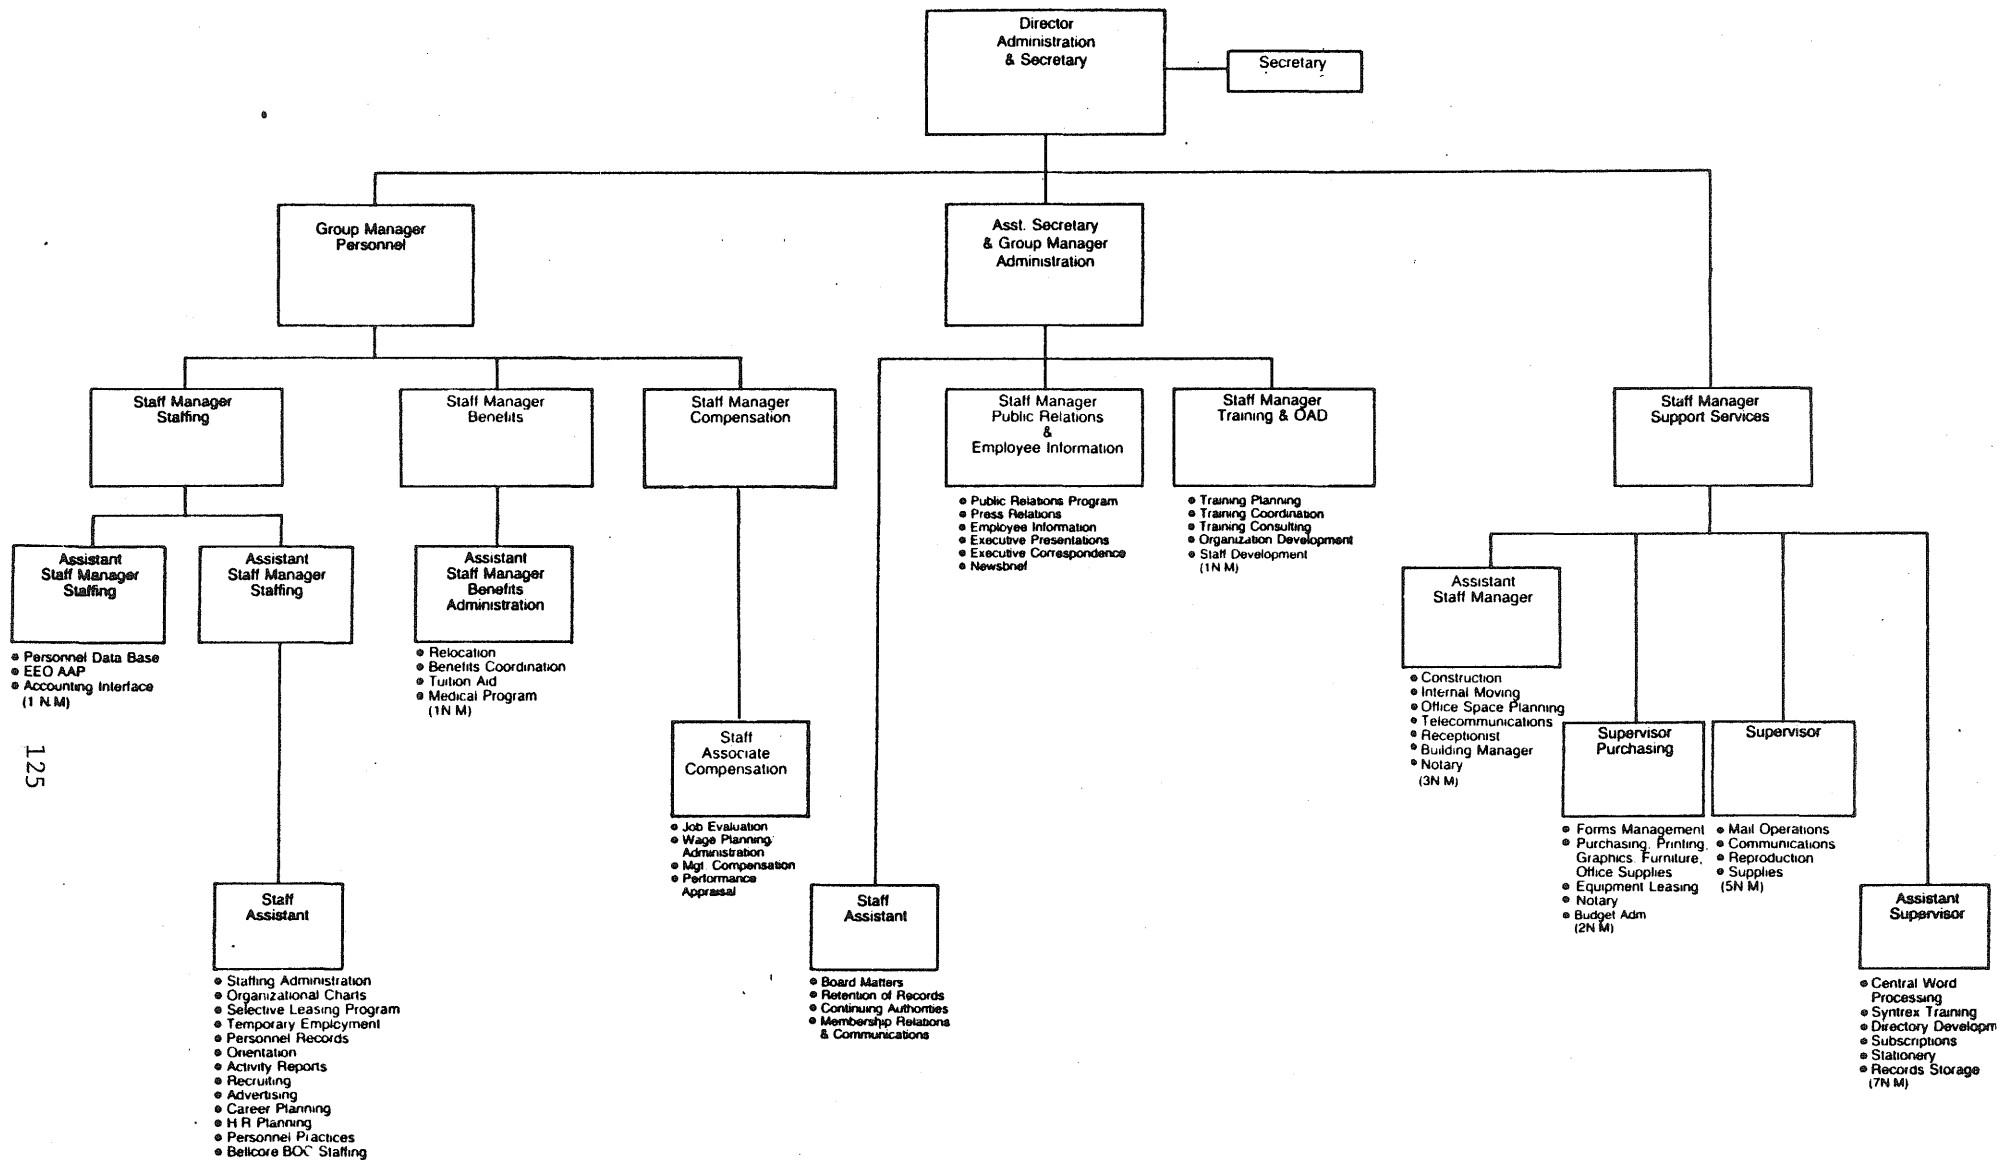 Director
Administration
& Secretary
Secretary
Group Manager
Personnel
Asst. Secretary
& Group Manager
Administration
Staff Manager
Staffing
Staff Manager
Benefits
Staff Manager
Compensation
Staff Manager
Public Relations
&
Employee Information
Staff Manager
Training & OAD
Staff Manager
Support Services
• Public Relations Program
• Press Relations
• Employee Information
• Executive Presentations
• Executive Correspondence
• Newsbrief
• Training Planning
• Training Coordination
• Training Consulting
• Organization Development
• Staff Development
(1N M)
Assistant
Staff Manager
Staffing
• Personnel Data Base
• EEO AAP
• Accounting Interface
(1 N.M)
Assistant
Staff Manager
Staffing
Assistant
Staff Manager
Benefits
Administration
• Relocation
• Benefits Coordination
• Tuition Aid
• Medical Program
(1N M)
Assistant
Staff Manager
• Construction
• Internal Moving
• Office Space Planning
• Telecommunications
• Receptionist
• Building Manager
• Notary
(3N M)
Staff
Associate
Compensation
• Job Evaluation
• Wage Planning
Administration
• Mgt. Compensation
• Performance
Appraisal
Supervisor
Purchasing
• Forms Management
• Purchasing, Printing,
Graphics, Furniture,
Office Supplies
• Equipment Leasing
• Notary
• Budget Adm
(2N M)
Supervisor
• Mail Operations
• Communications
• Reproduction
• Supplies
(5N M)
Staff
Assistant
• Staffing Administration
• Organizational Charts
• Selective Leasing Program
• Temporary Employment
• Personnel Records
• Orientation
• Activity Reports
• Recruiting
• Advertising
• Career Planning
• H R Planning
• Personnel Practices
• Bellcore BOC Staffing
Staff
Assistant
• Board Matters
• Retention of Records
• Continuing Authorities
• Membership Relations
& Communications
Assistant
Supervisor
• Central Word
Processing
• Syntrex Training
• Directory Developm
• Subscriptions
• Stationery
• Records Storage
(7N M)
125